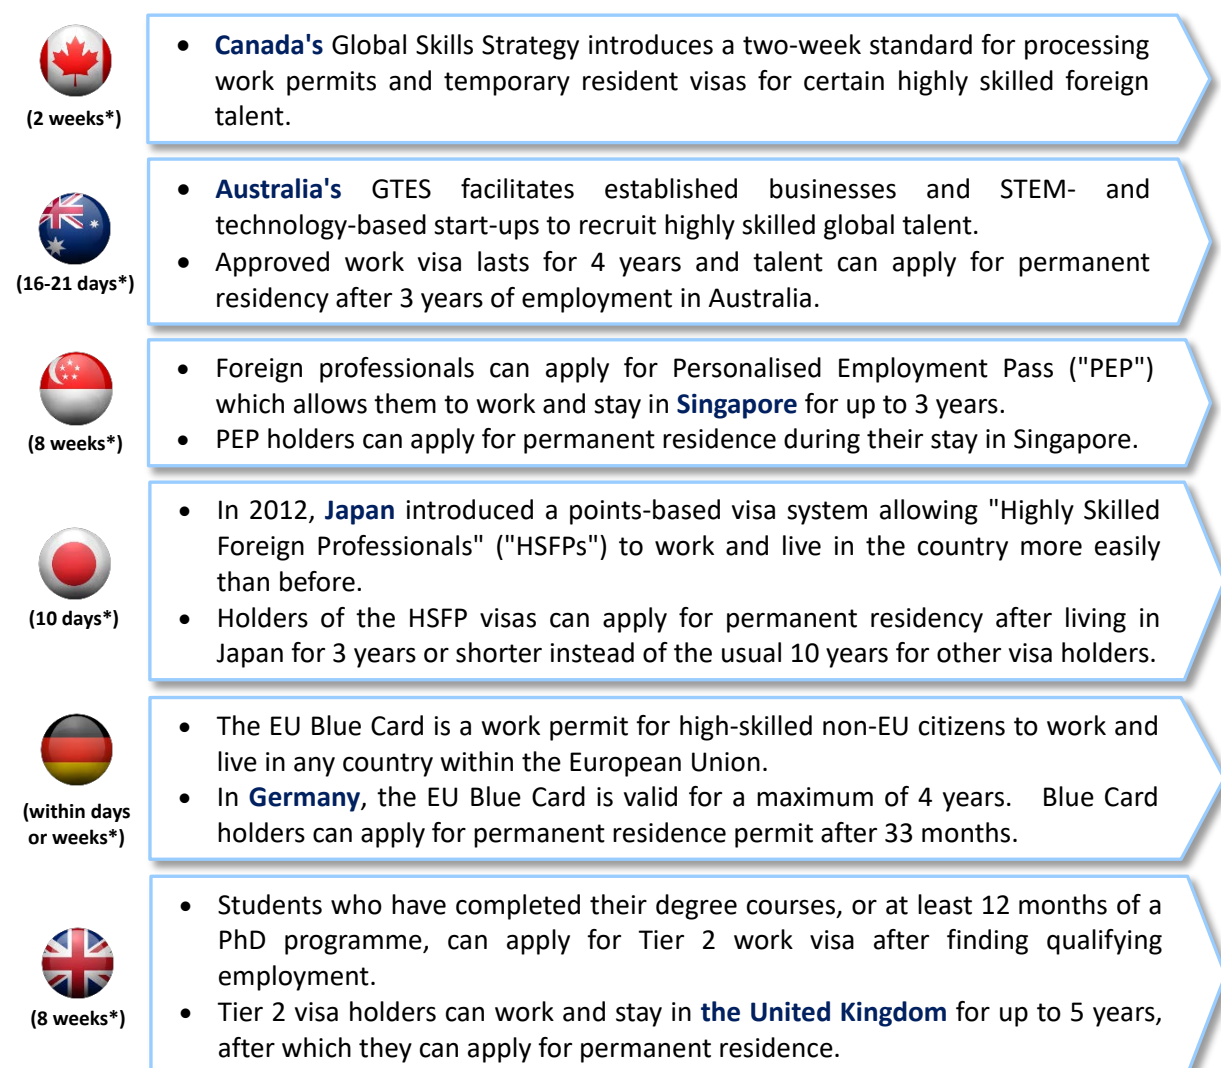 (2 weeks*)
• Canada's Global Skills Strategy introduces a two-week standard for processing
work permits and temporary resident visas for certain highly skilled foreign
talent.
(16-21 days*)
• Australia's GTES facilitates established businesses and STEM- and
technology-based start-ups to recruit highly skilled global talent.
• Approved work visa lasts for 4 years and talent can apply for permanent
residency after 3 years of employment in Australia.
(8 weeks*)
• Foreign professionals can apply for Personalised Employment Pass ("PEP")
which allows them to work and stay in Singapore for up to 3 years.
• PEP holders can apply for permanent residence during their stay in Singapore.
(10 days*)
• In 2012, Japan introduced a points-based visa system allowing "Highly Skilled
Foreign Professionals" ("HSFPs") to work and live in the country more easily
than before.
• Holders of the HSFP visas can apply for permanent residency after living in
Japan for 3 years or shorter instead of the usual 10 years for other visa holders.
(within days
or weeks*)
• The EU Blue Card is a work permit for high-skilled non-EU citizens to work and
live in any country within the European Union.
• In Germany, the EU Blue Card is valid for a maximum of 4 years. Blue Card
holders can apply for permanent residence permit after 33 months.
(8 weeks*)
• Students who have completed their degree courses, or at least 12 months of a
PhD programme, can apply for Tier 2 work visa after finding qualifying
employment.
• Tier 2 visa holders can work and stay in the United Kingdom for up to 5 years,
after which they can apply for permanent residence.